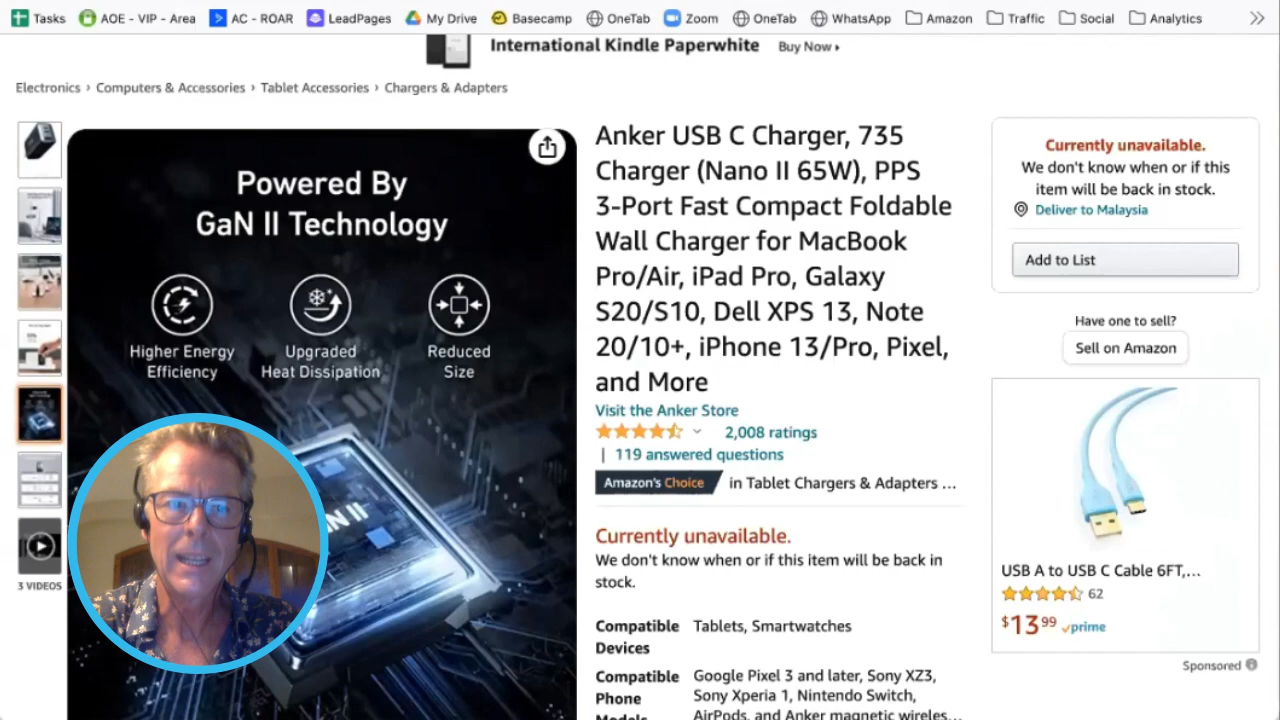 Tasks AOE - VIP - Area AC - ROAR LeadPages My Drive Basecamp OneTab Zoom OneTab WhatsApp Amazon Traffic Social Analytics
International Kindle Paperwhite Buy Now
Electronics › Computers & Accessories › Tablet Accessories › Chargers & Adapters
Powered By
GaN II Technology
Higher Energy
Efficiency
Upgraded
Heat Dissipation
Reduced
Size
3 VIDEOS
Anker USB C Charger, 735
Charger (Nano II 65W), PPS
3-Port Fast Compact Foldable
Wall Charger for MacBook
Pro/Air, iPad Pro, Galaxy
S20/S10, Dell XPS 13, Note
20/10+, iPhone 13/Pro, Pixel,
and More
Visit the Anker Store
2,008 ratings
| 119 answered questions
Amazon's Choice in Tablet Chargers & Adapters ...
Currently unavailable.
We don't know when or if this item will be back in
stock.
Compatible Tablets, Smartwatches
Devices
Compatible Google Pixel 3 and later, Sony XZ3,
Phone Sony Xperia 1, Nintendo Switch,
Models AirPods, and Anker magnetic wireles...
Currently unavailable.
We don't know when or if this
item will be back in stock.
Deliver to Malaysia
Add to List
Have one to sell?
Sell on Amazon
USB A to USB C Cable 6FT,...
62
$13.99 prime
Sponsored